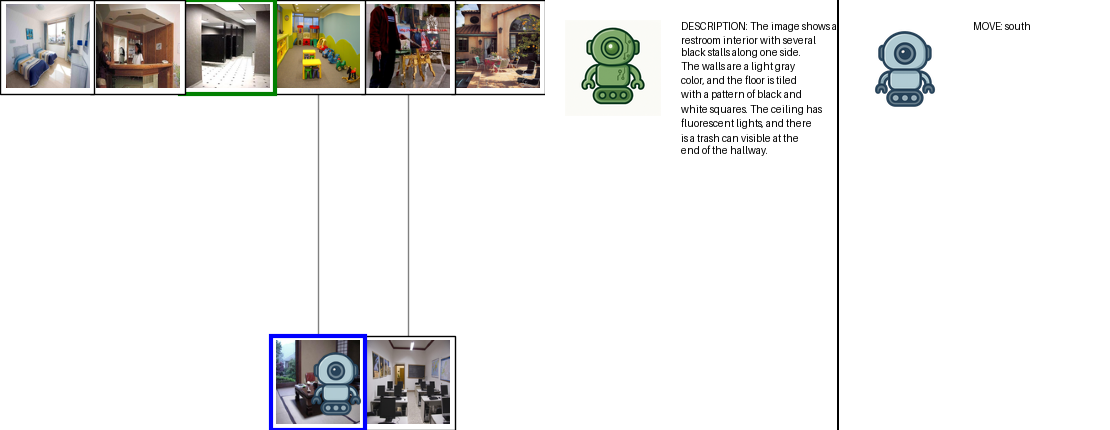 DESCRIPTION: The image shows a
restroom interior with several
black stalls along one side.
The walls are a light gray
color, and the floor is tiled
with a pattern of black and
white squares. The ceiling has
fluorescent lights, and there
is a trash can visible at the
end of the hallway.
MOVE: south